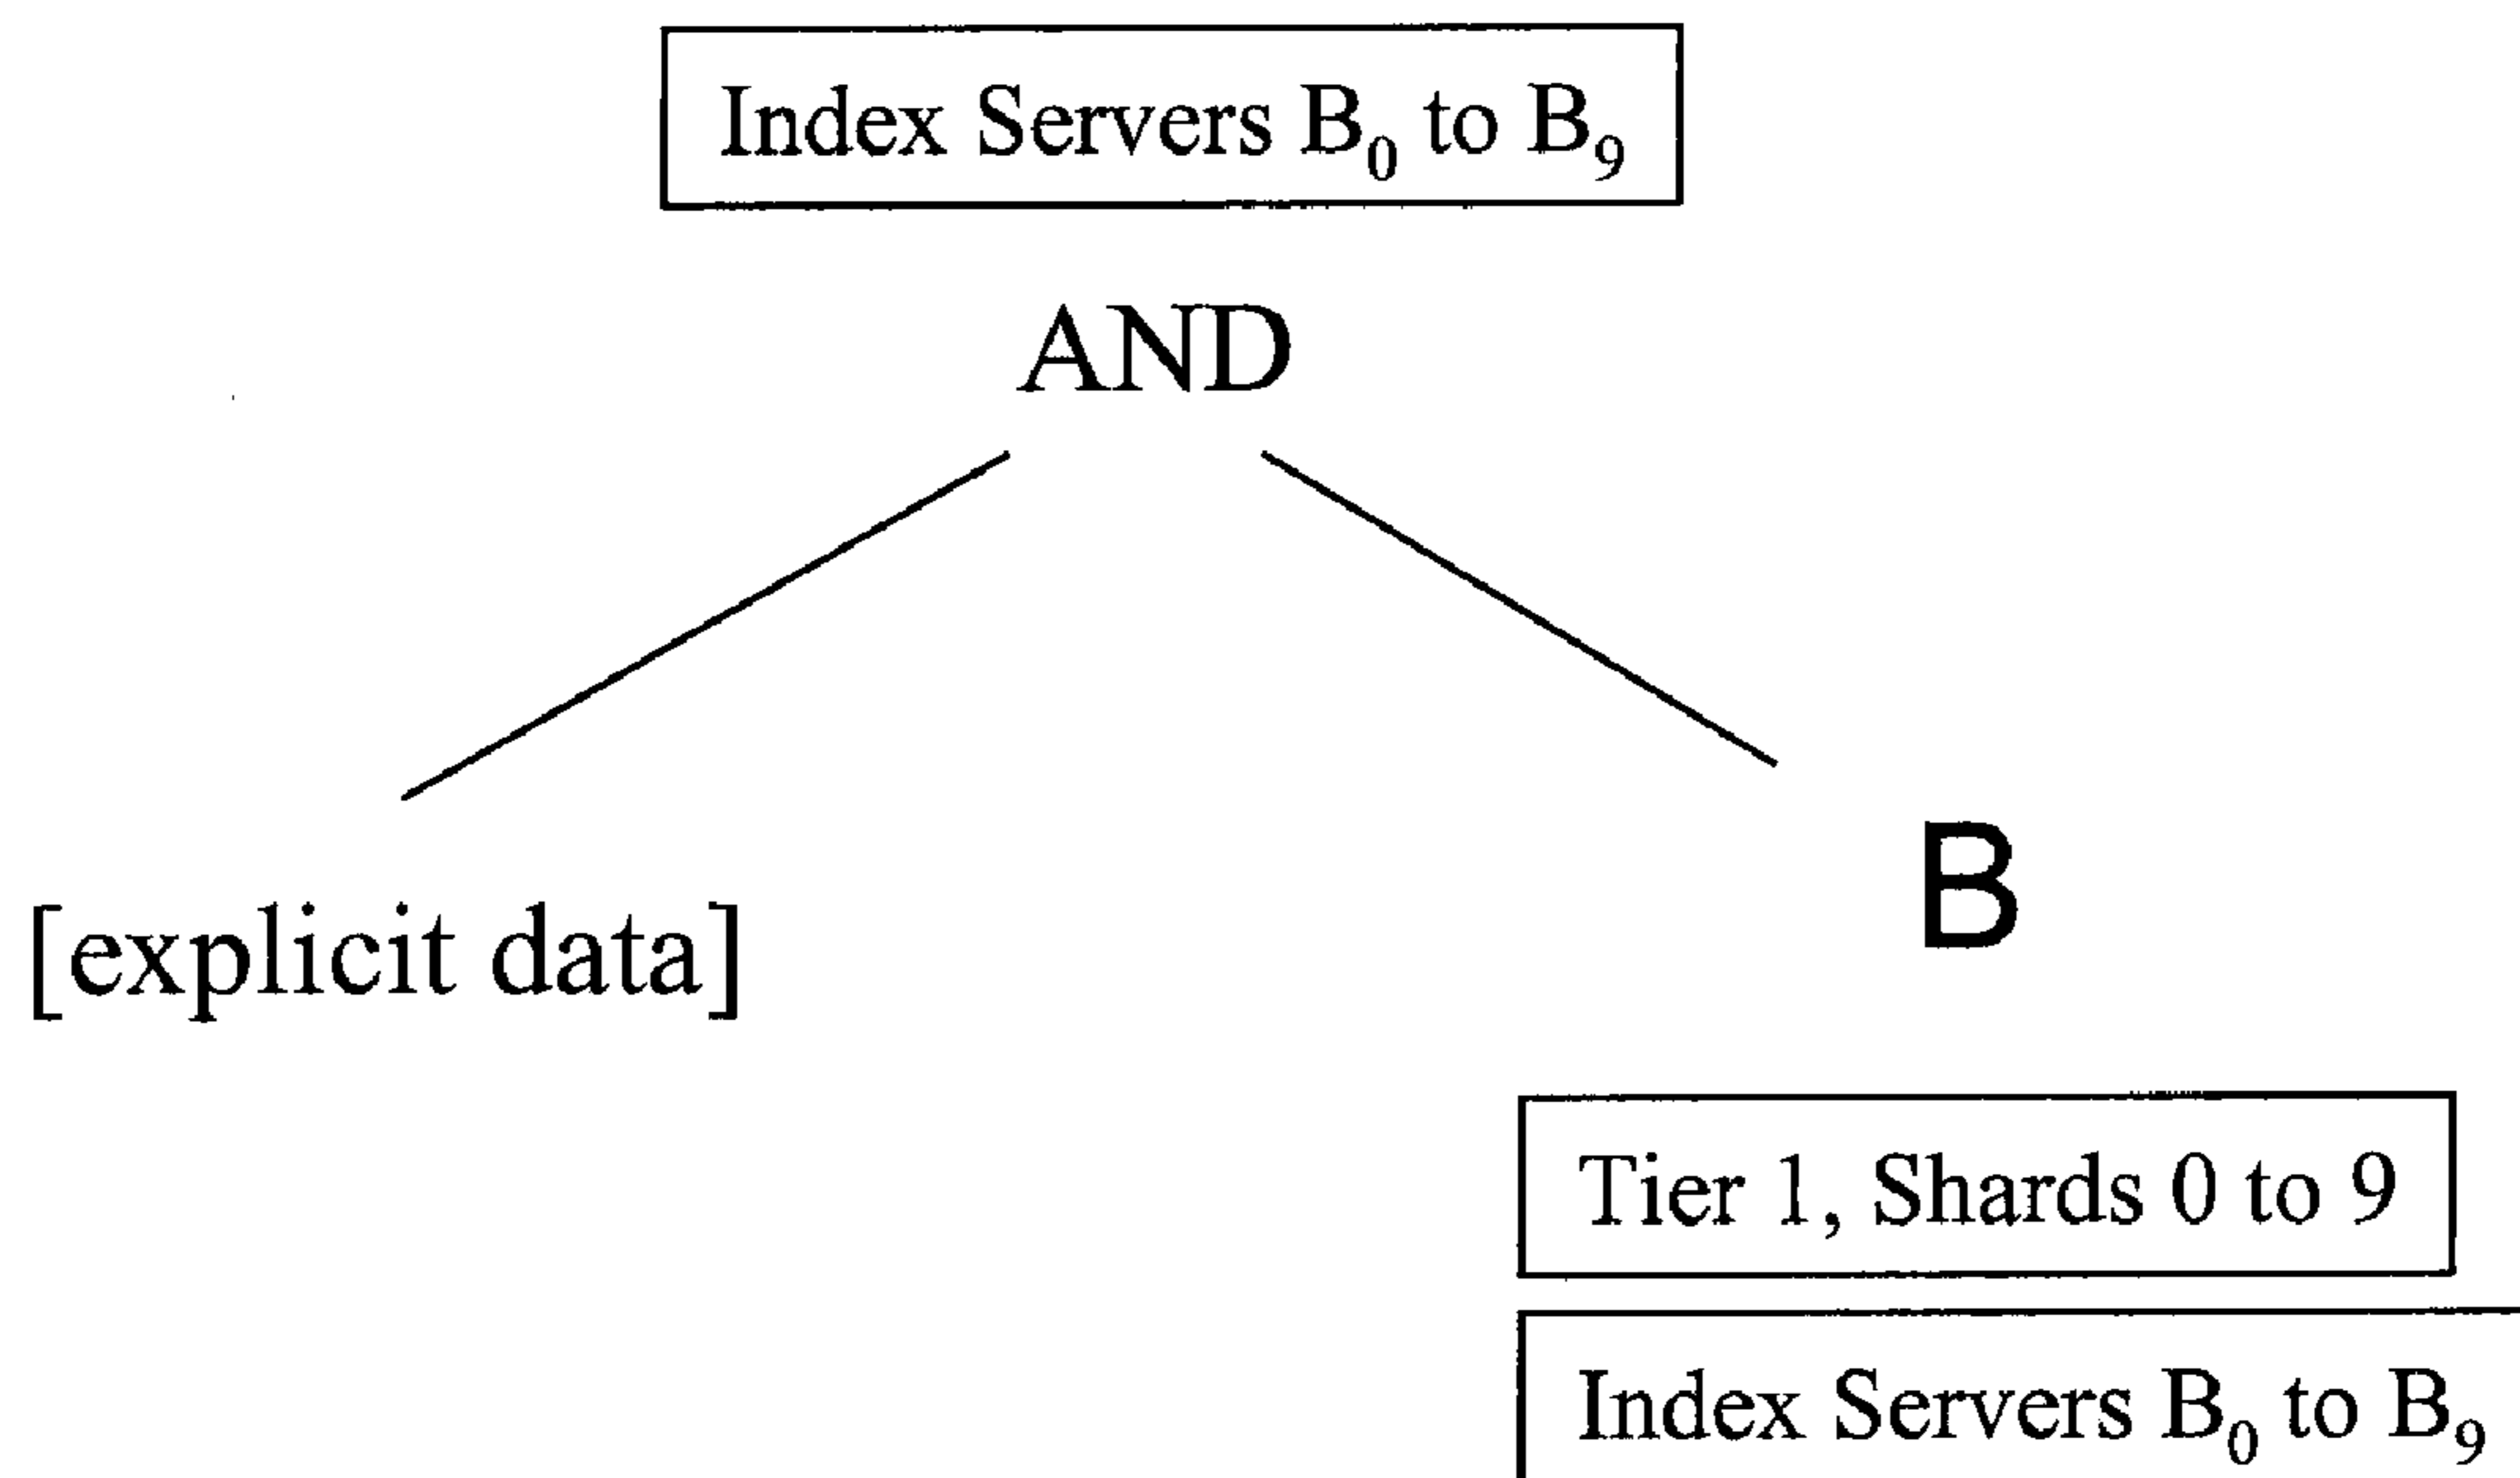 Index Servers B₀ to B₉
AND
B
[explicit data]
Tier 1, Shards 0 to 9
Index Servers B₀ to B₉